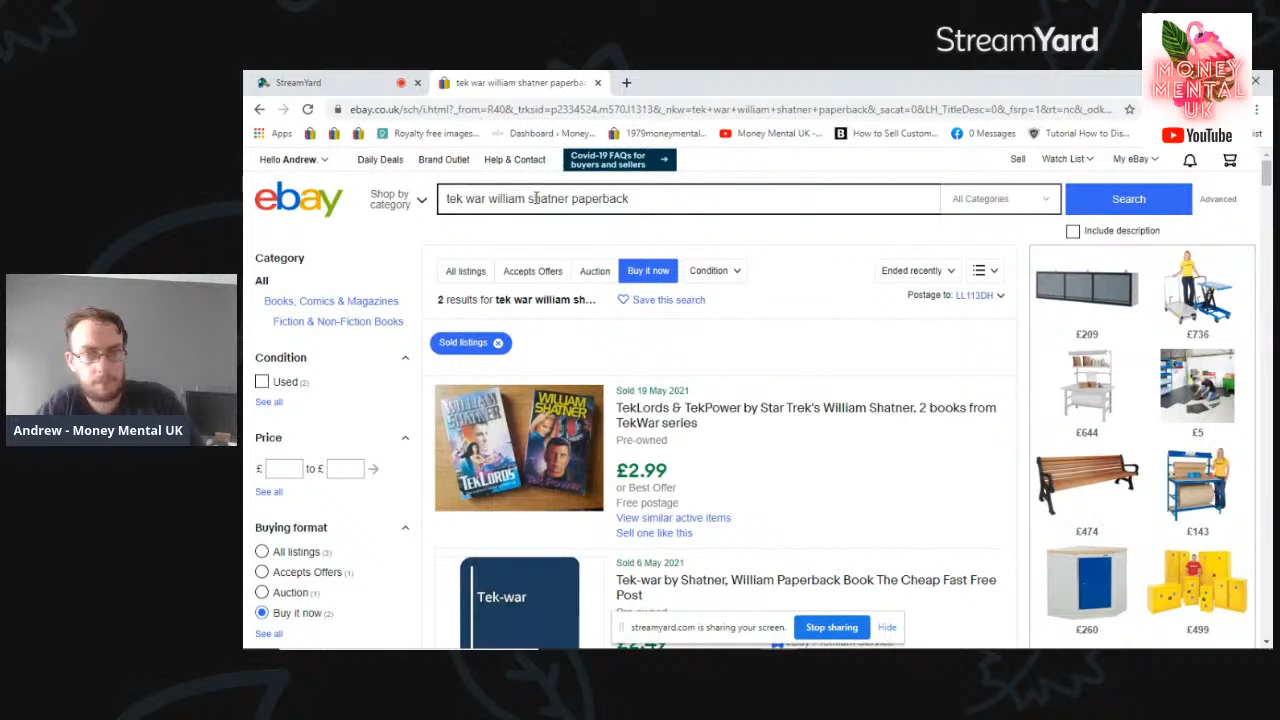 StreamYard
MONEY
MENTAL
UK
YouTube
StreamYard
tek war william shatner paperba
ebay.co.uk/sch/i.html?_from=R40&_trksid=p2334524.m570.l1313&_nkw=tek+war+william+shatner+paperback&_sacat=0&LH_TitleDesc=0&_fsrp=1&rt=nc&_odk...
Apps
Royalty free images...
Dashboard ‹ Money...
1979moneymental...
Money Mental UK -...
How to Sell Custom...
0 Messages
Tutorial How to Dis...
Hello Andrew.
Daily Deals
Brand Outlet
Help & Contact
Covid-19 FAQs for
buyers and sellers
Sell
Watch List
My eBay
ebay
Shop by
category
tek war william shatner paperback
All Categories
Search
Advanced
Include description
Category
All
Books, Comics & Magazines
Fiction & Non-Fiction Books
Condition
Used (2)
See all
Price
£
to £
See all
Buying format
All listings (3)
Accepts Offers (1)
Auction (1)
Buy it now (2)
See all
All listings
Accepts Offers
Auction
Buy it now
Condition
Ended recently
2 results for tek war william sh...
Save this search
Postage to: LL113DH
Sold listings
WILLIAM
SHATNER
TEKLORDS
WILLIAM
SHATNER
Sold 19 May 2021
TekLords & TekPower by Star Trek's William Shatner. 2 books from
TekWar series
Pre-owned
£2.99
or Best Offer
Free postage
View similar active items
Sell one like this
Tek-war
Sold 6 May 2021
Tek-war by Shatner, William Paperback Book The Cheap Fast Free
Post
streamyard.com is sharing your screen.
Stop sharing
Hide
£209
£736
£644
£5
£474
£143
£260
£499
Andrew - Money Mental UK